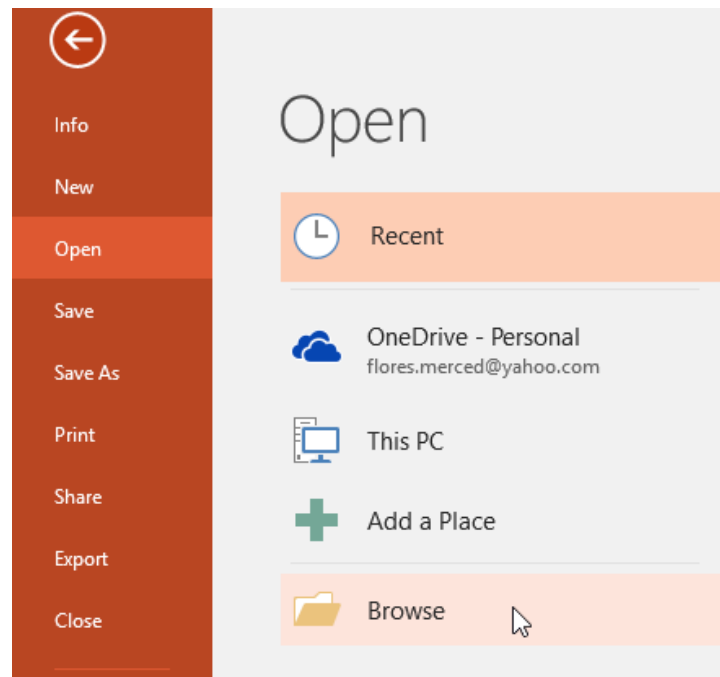 Info
New
Open
Save
Save As
Print
Share
Export
Close
Open
Recent
OneDrive - Personal
flores.merced@yahoo.com
This PC
Add a Place
Browse